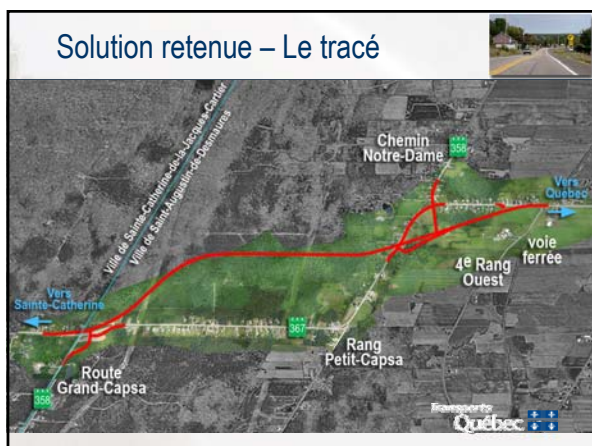 Solution retenue – Le tracé
Ville de Sainte-Catherine-de-la-Jacques-Cartier
Ville de Saint-Augustin-de-Desmaures
Chemin
Notre-Dame
358
Vers
Québec
voie
ferrée
4e Rang
Ouest
Vers
Sainte-Catherine
367
Rang
Petit-Capsa
Route
Grand-Capsa
358
Transports
Québec